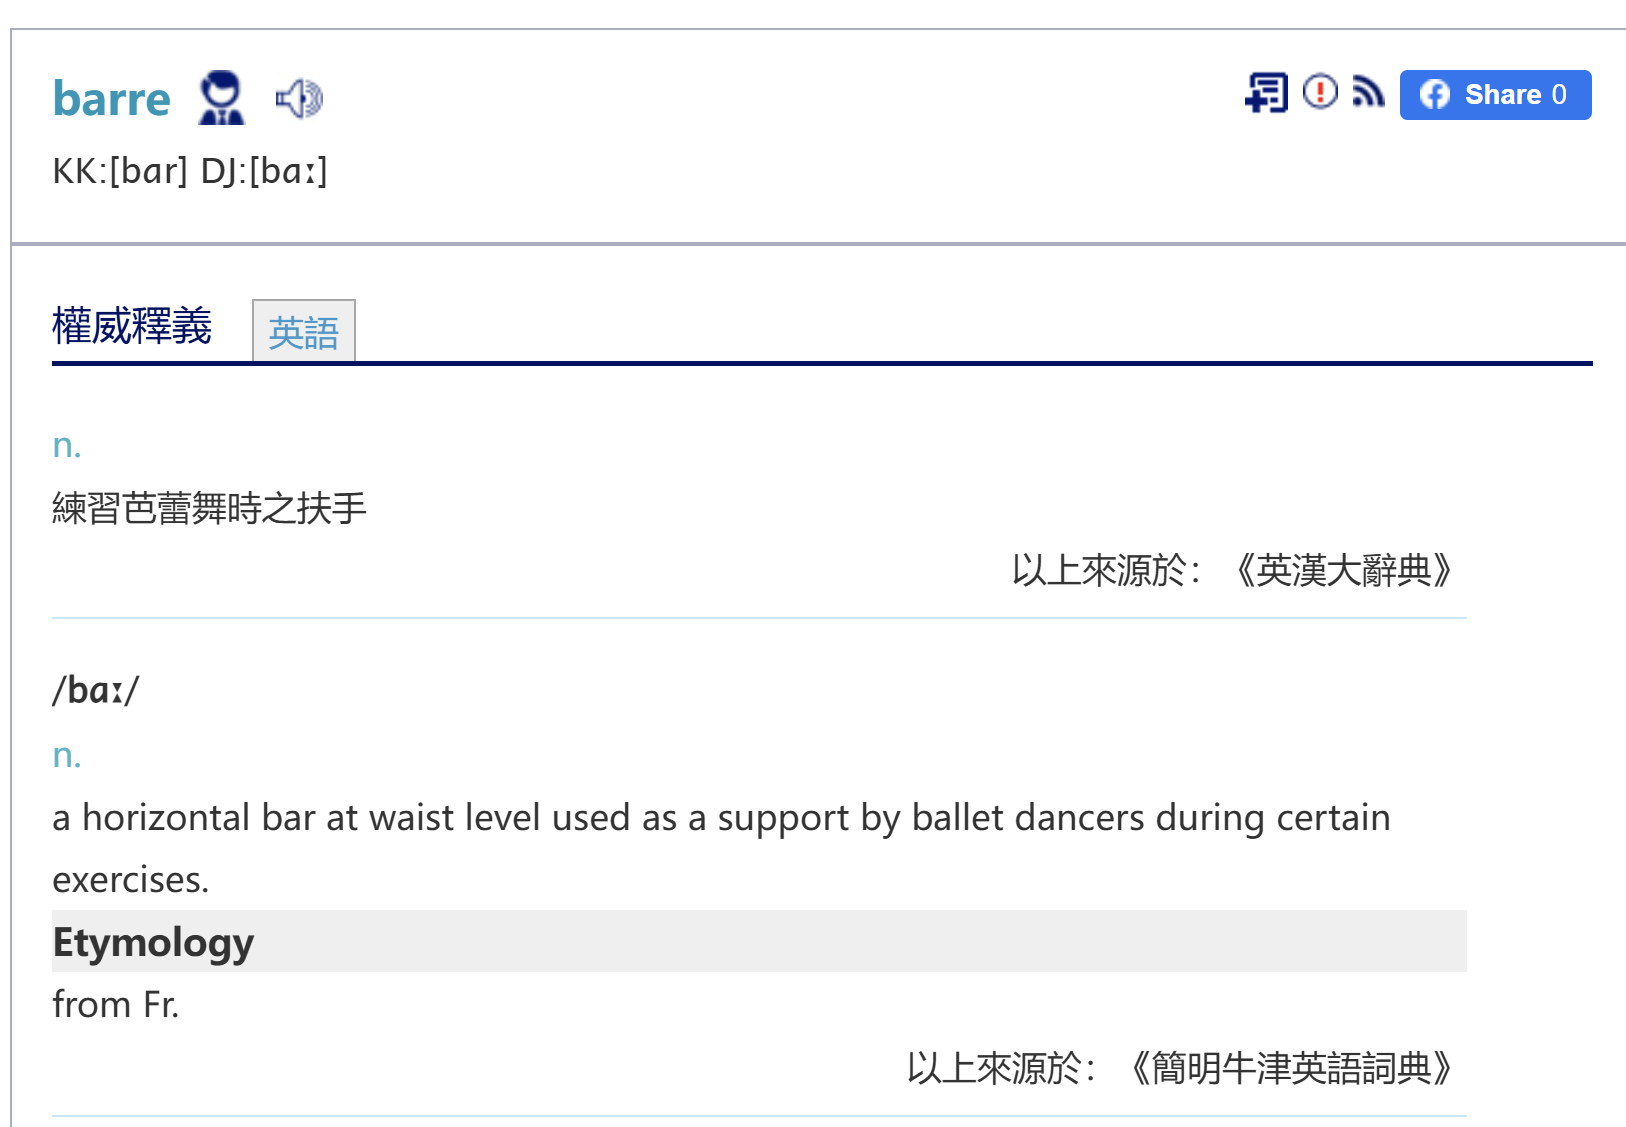 barre
Share 0
KK:[bɑr] DJ:[bɑː]
權威釋義
英語
n.
練習芭蕾舞時之扶手
以上來源於：《英漢大辭典》
/bɑː/
n.
a horizontal bar at waist level used as a support by ballet dancers during certain
exercises.
Etymology
from Fr.
以上來源於：《簡明牛津英語詞典》